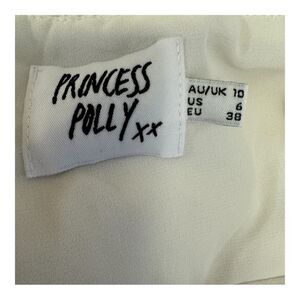 PRINCESS
POLLY xx
AU/UK 10
US 6
EU 38